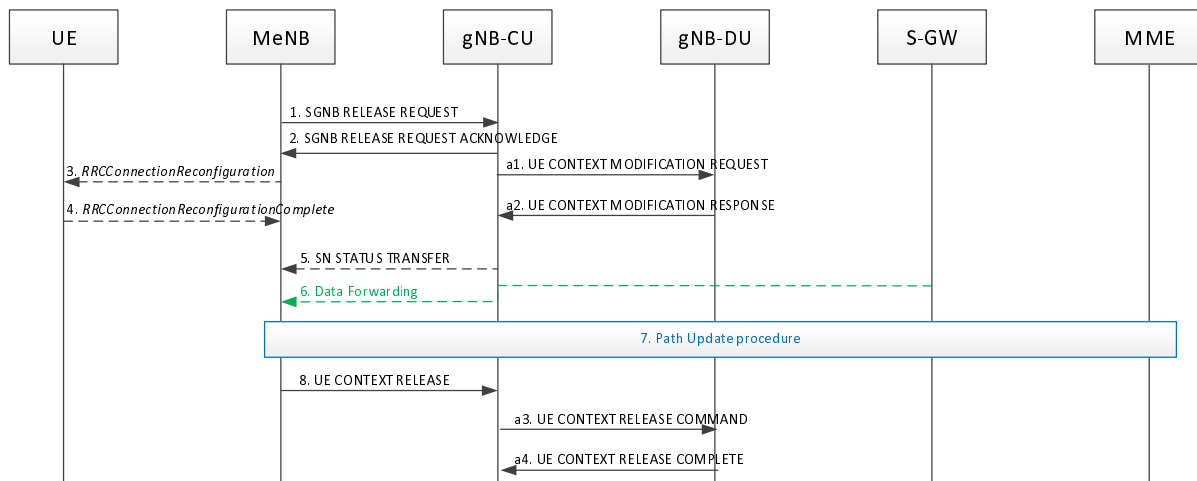 UE
MeNB
gNB-CU
gNB-DU
S-GW
MME
1. SGNB RELEASE REQUEST
2. SGNB RELEASE REQUEST ACKNOWLEDGE
a1. UE CONTEXT MODIFICATION REQUEST
3. RRCConnectionReconfiguration
a2. UE CONTEXT MODIFICATION RESPONSE
4. RRCConnectionReconfigurationComplete
5. SN STATUS TRANSFER
6. Data Forwarding
7. Path Update procedure
8. UE CONTEXT RELEASE
a3. UE CONTEXT RELEASE COMMAND
a4. UE CONTEXT RELEASE COMPLETE